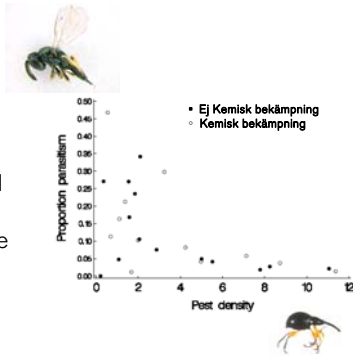 Ej Kemisk bekämpning
Kemisk bekämpning
Proportion parasitism
0.50
0.45
0.40
0.35
0.30
0.25
0.20
0.15
0.10
0.05
0.00
0 2 4 6 8 10 12
Pest density
e